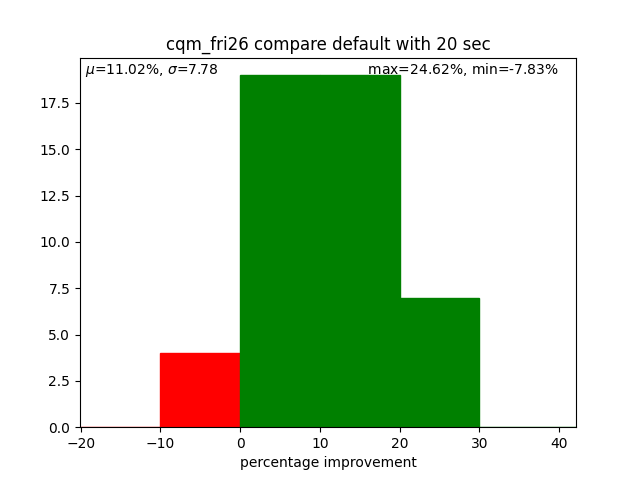 cqm_fri26 compare default with 20 sec
μ=11.02%, σ=7.78 max=24.62%, min=-7.83%
17.5
15.0
12.5
10.0
7.5
5.0
2.5
0.0
−20 −10 0 10 20 30 40
percentage improvement